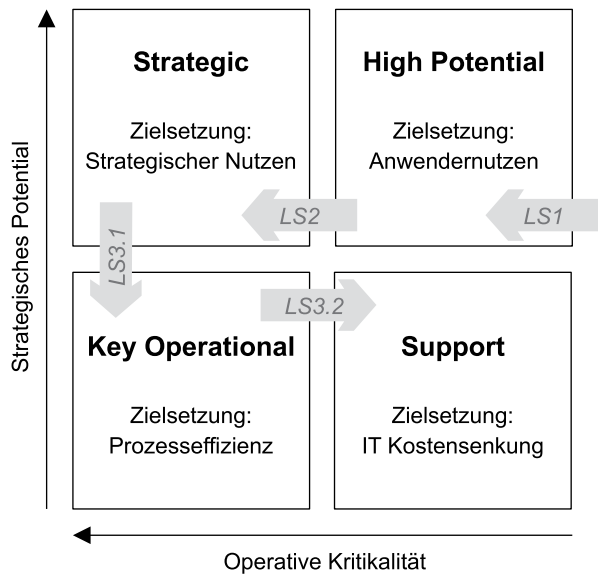 Strategisches Potential
Strategic
Zielsetzung:
Strategischer Nutzen
High Potential
Zielsetzung:
Anwendernutzen
LS1
LS2
LS3.1
LS3.2
Key Operational
Zielsetzung:
Prozesseffizienz
Support
Zielsetzung:
IT Kostensenkung
Operative Kritikalität